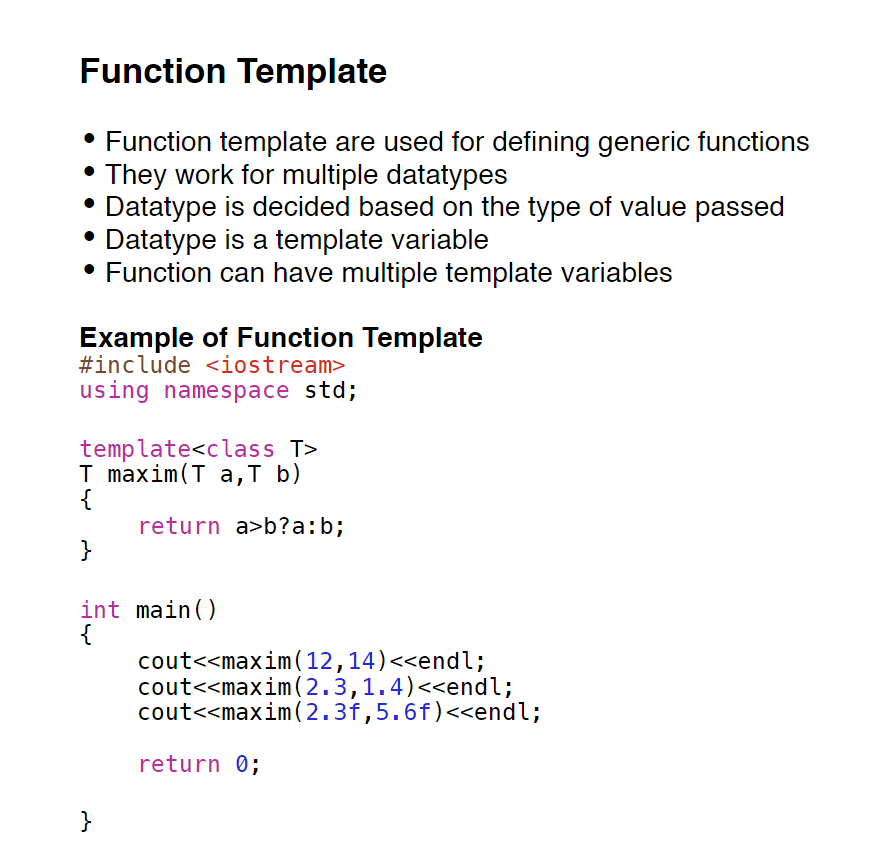 Function Template
• Function template are used for defining generic functions
• They work for multiple datatypes
• Datatype is decided based on the type of value passed
• Datatype is a template variable
• Function can have multiple template variables
Example of Function Template
#include <iostream>
using namespace std;
template<class T>
T maxim(T a,T b)
{
    return a>b?a:b;
}
int main()
{
    cout<<maxim(12,14)<<endl;
    cout<<maxim(2.3,1.4)<<endl;
    cout<<maxim(2.3f,5.6f)<<endl;
    return 0;
}